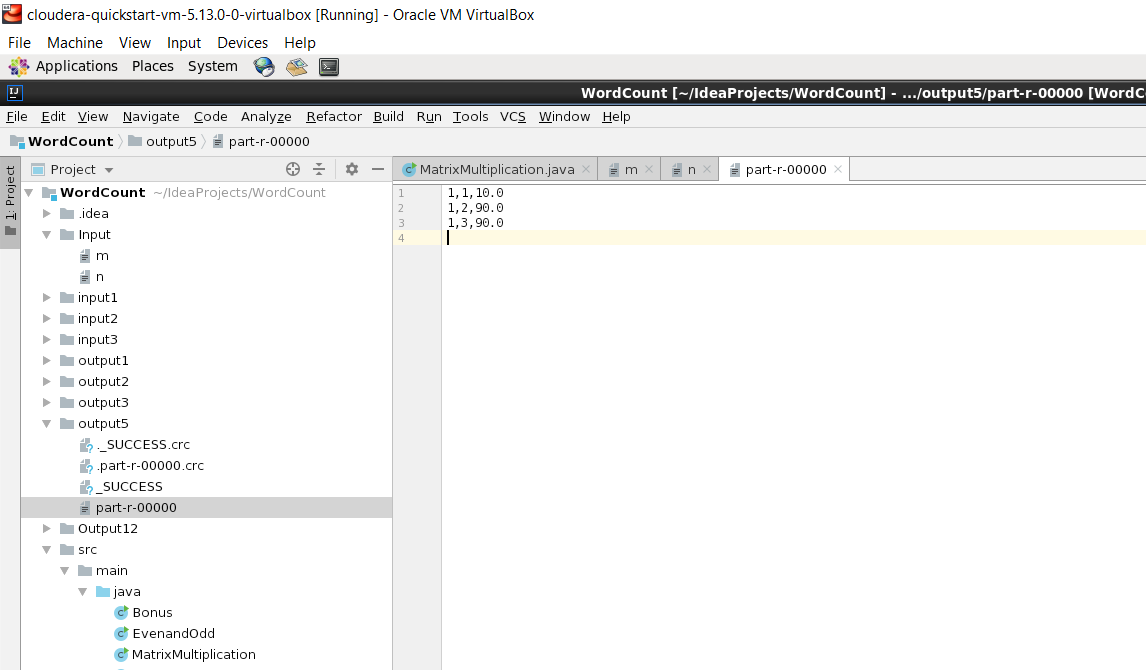 cloudera-quickstart-vm-5.13.0-0-virtualbox [Running] - Oracle VM VirtualBox
File Machine View Input Devices Help
Applications Places System
WordCount [~/IdeaProjects/WordCount] - .../output5/part-r-00000 [WordC
File Edit View Navigate Code Analyze Refactor Build Run Tools VCS Window Help
WordCount output5 part-r-00000
1: Project
Project
MatrixMultiplication.java m n part-r-00000
WordCount ~/IdeaProjects/WordCount
.idea
Input
m
n
input1
input2
input3
output1
output2
output3
output5
._SUCCESS.crc
.part-r-00000.crc
_SUCCESS
part-r-00000
Output12
src
main
java
Bonus
EvenandOdd
MatrixMultiplication
1 1,1,10.0
2 1,2,90.0
3 1,3,90.0
4